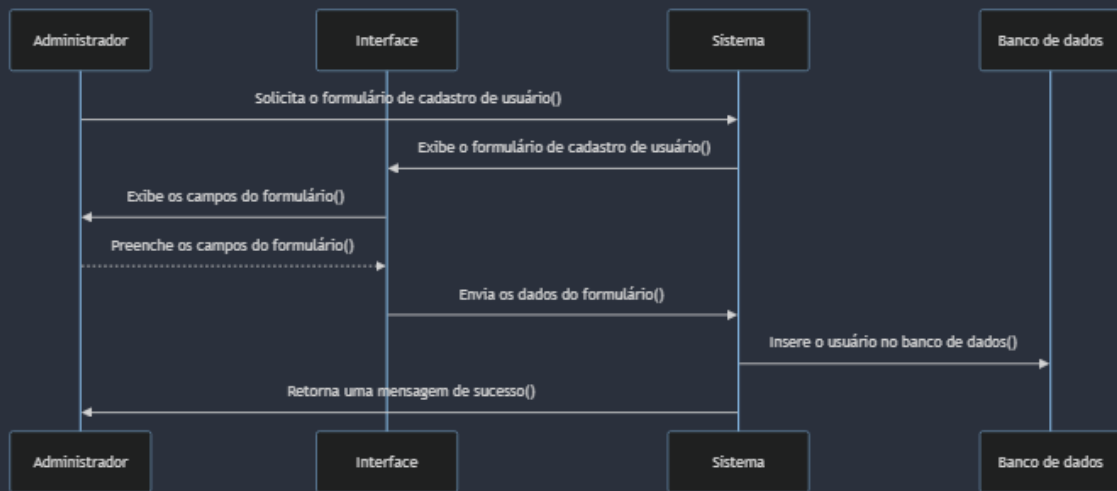 Administrador
Interface
Sistema
Banco de dados
Solicita o formulário de cadastro de usuário()
Exibe o formulário de cadastro de usuário()
Exibe os campos do formulário()
Preenche os campos do formulário()
Envia os dados do formulário()
Insere o usuário no banco de dados()
Retorna uma mensagem de sucesso()
Administrador
Interface
Sistema
Banco de dados